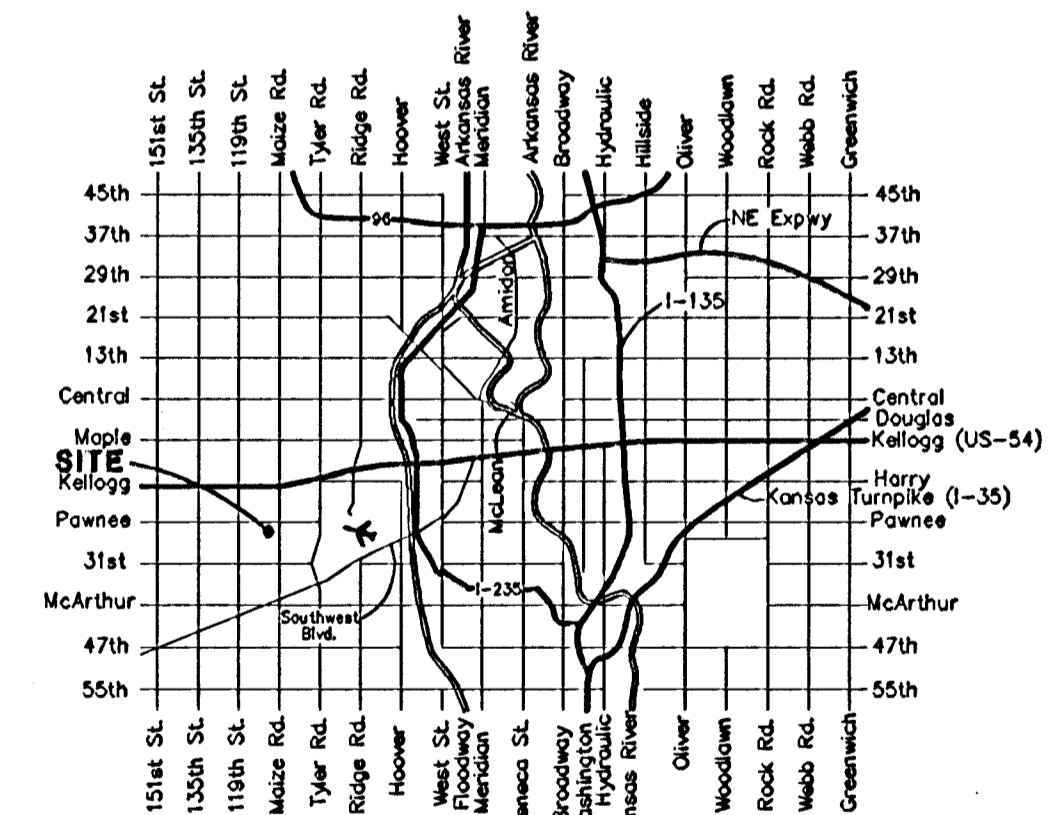 151st St.
135th St.
119th St.
Maize Rd.
Tyler Rd.
Ridge Rd.
Hoover
West St.
Arkansas River
Meridian
Arkansas River
Broadway
Hydraulic
Hillside
Oliver
Woodlawn
Rock Rd.
Webb Rd.
Greenwich
45th
37th
29th
21st
13th
Central
Maple
SITE
Kellogg
Pawnee
31st
McArthur
47th
55th
96
NE Expwy
Amidon
I-135
McLean
Kansas Turnpike (I-35)
I-235
Southwest
Blvd.
45th
37th
29th
21st
13th
Central
Douglas
Kellogg (US-54)
Harry
Pawnee
31st
McArthur
47th
55th
151st St.
135th St.
119th St.
Maize Rd.
Tyler Rd.
Ridge Rd.
Hoover
West St.
Floodway
Meridian
eneca St.
Broadway
ashington
Hydraulic
nsas River
Oliver
Woodlawn
Rock Rd.
Webb Rd.
Greenwich